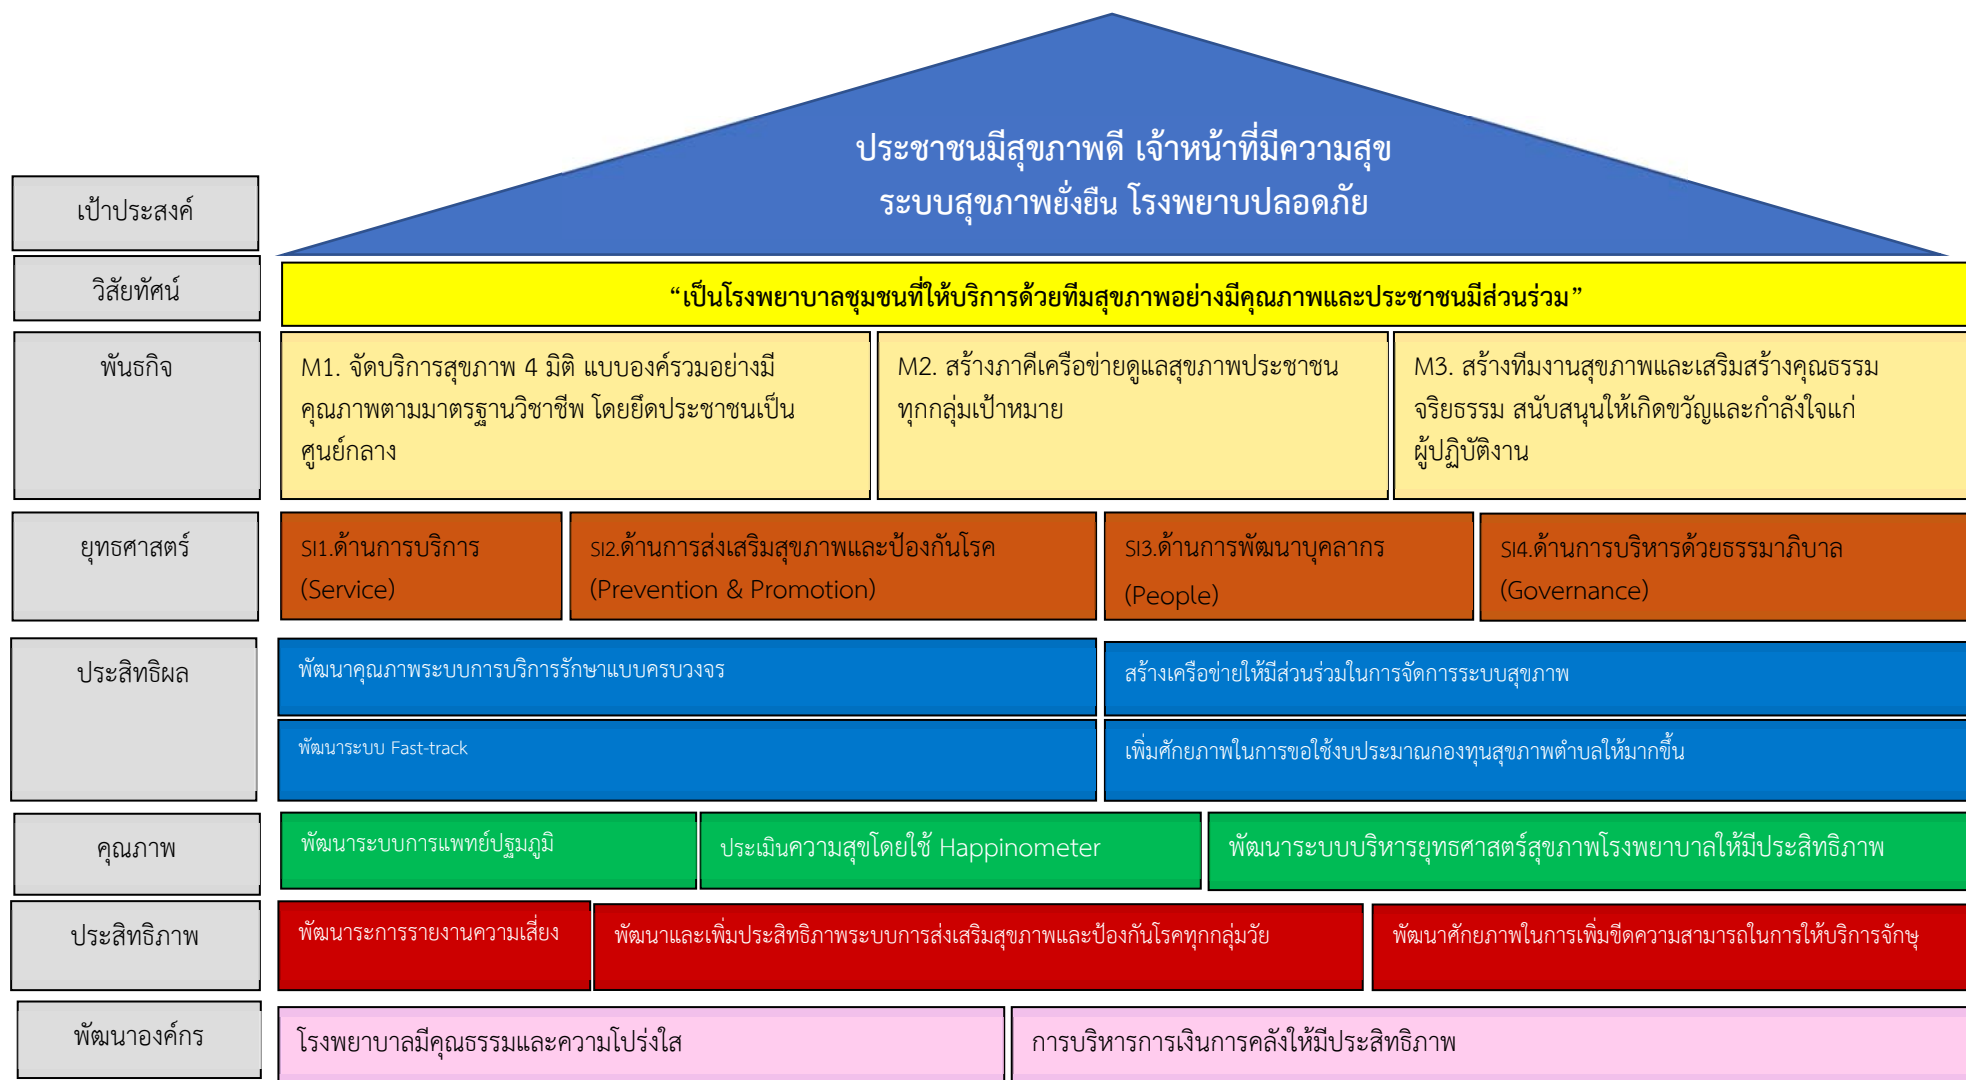 ประชาชนมีสุขภาพดี เจ้าหน้าที่มีความสุข
ระบบสุขภาพยั่งยืน โรงพยาบปลอดภัย
เป้าประสงค์
วิสัยทัศน์
“เป็นโรงพยาบาลชุมชนที่ให้บริการด้วยทีมสุขภาพอย่างมีคุณภาพและประชาชนมีส่วนร่วม”
พันธกิจ
M1. จัดบริการสุขภาพ 4 มิติ แบบองค์รวมอย่างมี
คุณภาพตามมาตรฐานวิชาชีพ โดยยึดประชาชนเป็น
ศูนย์กลาง
M2. สร้างภาคีเครือข่ายดูแลสุขภาพประชาชน
ทุกกลุ่มเป้าหมาย
M3. สร้างทีมงานสุขภาพและเสริมสร้างคุณธรรม
จริยธรรม สนับสนุนให้เกิดขวัญและกำลังใจแก่
ผู้ปฏิบัติงาน
ยุทธศาสตร์
SI1.ด้านการบริการ
(Service)
SI2.ด้านการส่งเสริมสุขภาพและป้องกันโรค
(Prevention & Promotion)
SI3.ด้านการพัฒนาบุคลากร
(People)
SI4.ด้านการบริหารด้วยธรรมาภิบาล
(Governance)
ประสิทธิผล
พัฒนาคุณภาพระบบการบริการรักษาแบบครบวงจร
สร้างเครือข่ายให้มีส่วนร่วมในการจัดการระบบสุขภาพ
พัฒนาระบบ Fast-track
เพิ่มศักยภาพในการขอใช้งบประมาณกองทุนสุขภาพตำบลให้มากขึ้น
คุณภาพ
พัฒนาระบบการแพทย์ปฐมภูมิ
ประเมินความสุขโดยใช้ Happinometer
พัฒนาระบบบริหารยุทธศาสตร์สุขภาพโรงพยาบาลให้มีประสิทธิภาพ
ประสิทธิภาพ
พัฒนาระการรายงานความเสี่ยง
พัฒนาและเพิ่มประสิทธิภาพระบบการส่งเสริมสุขภาพและป้องกันโรคทุกกลุ่มวัย
พัฒนาศักยภาพในการเพิ่มขีดความสามารถในการให้บริการจักษุ
พัฒนาองค์กร
โรงพยาบาลมีคุณธรรมและความโปร่งใส
การบริหารการเงินการคลังให้มีประสิทธิภาพ